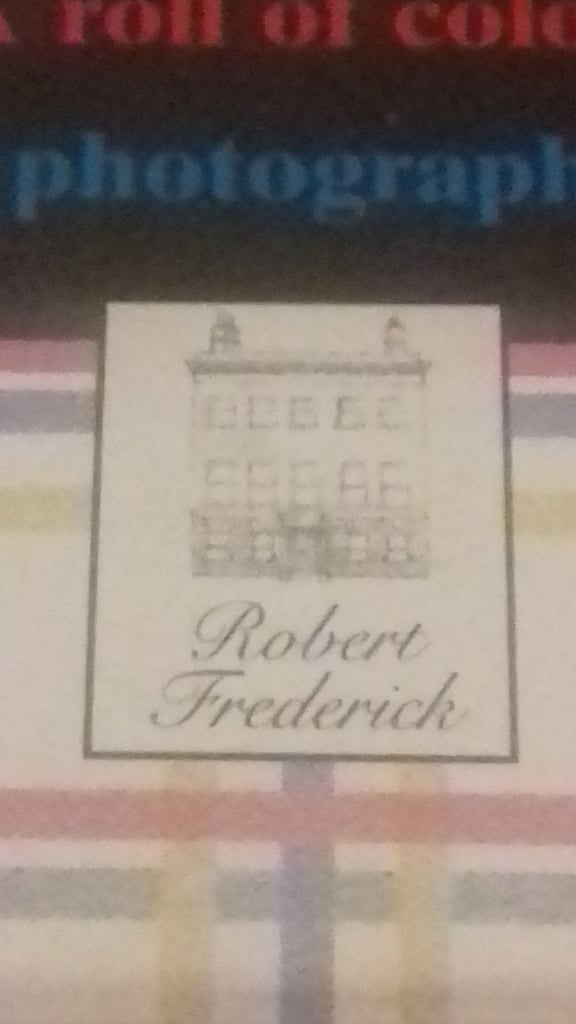 A roll of colo
photograph
Robert
Frederick